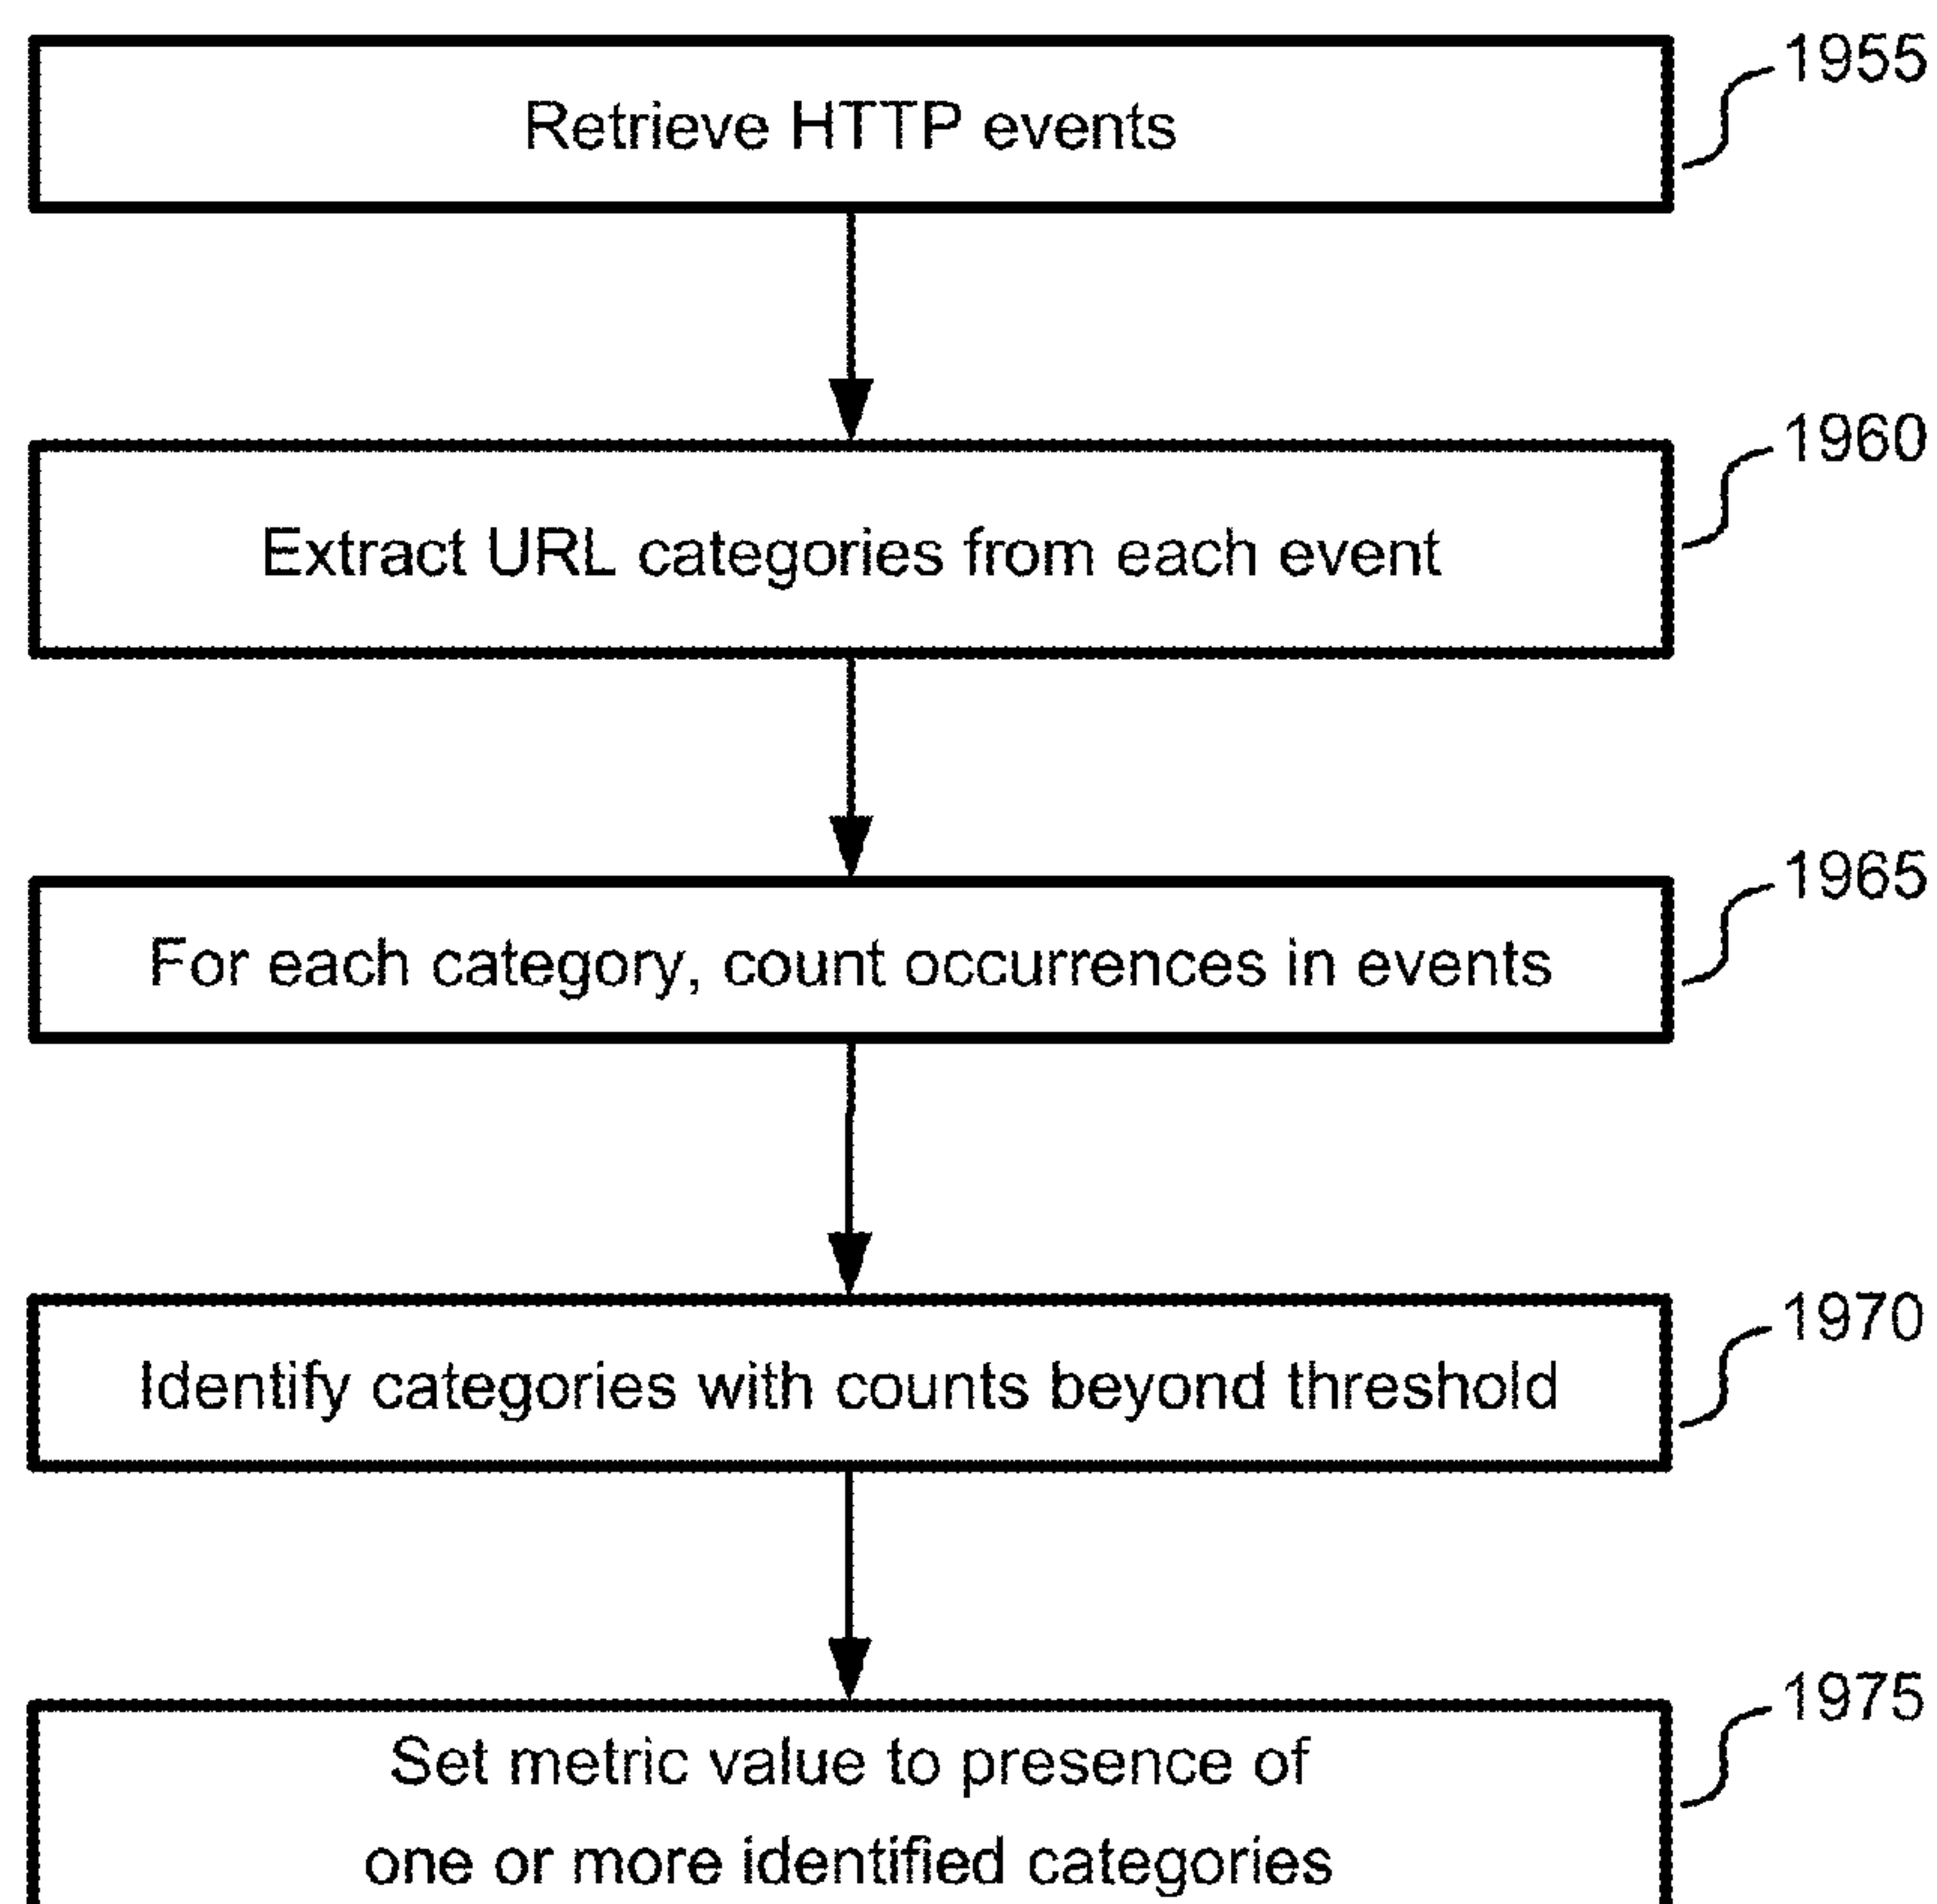 1955
Retrieve HTTP events
1960
Extract URL categories from each event
1965
For each category, count occurrences in events
1970
Identify categories with counts beyond threshold
1975
Set metric value to presence of
one or more identified categories